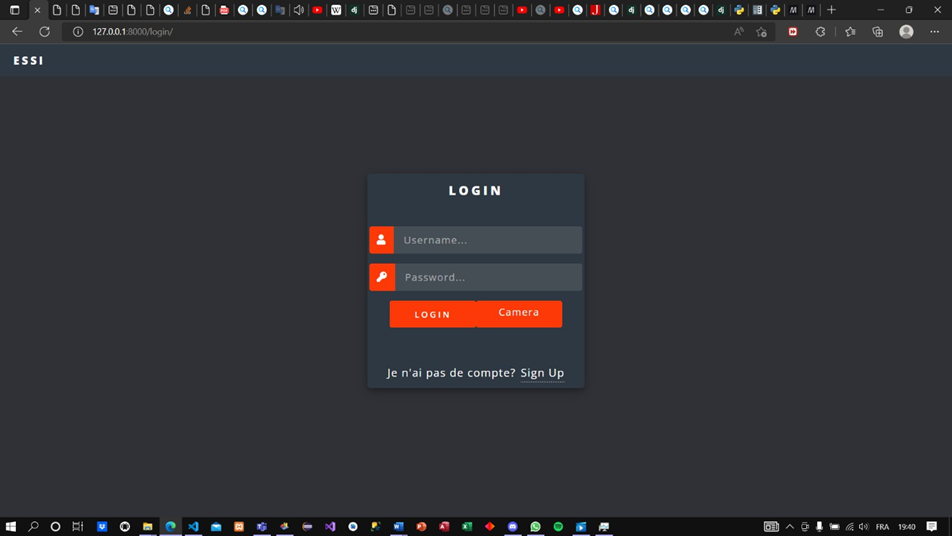 127.0.0.1:8000/login/
ESSI
LOGIN
Username...
Password...
LOGIN
Camera
Je n'ai pas de compte? Sign Up
FRA
19:40